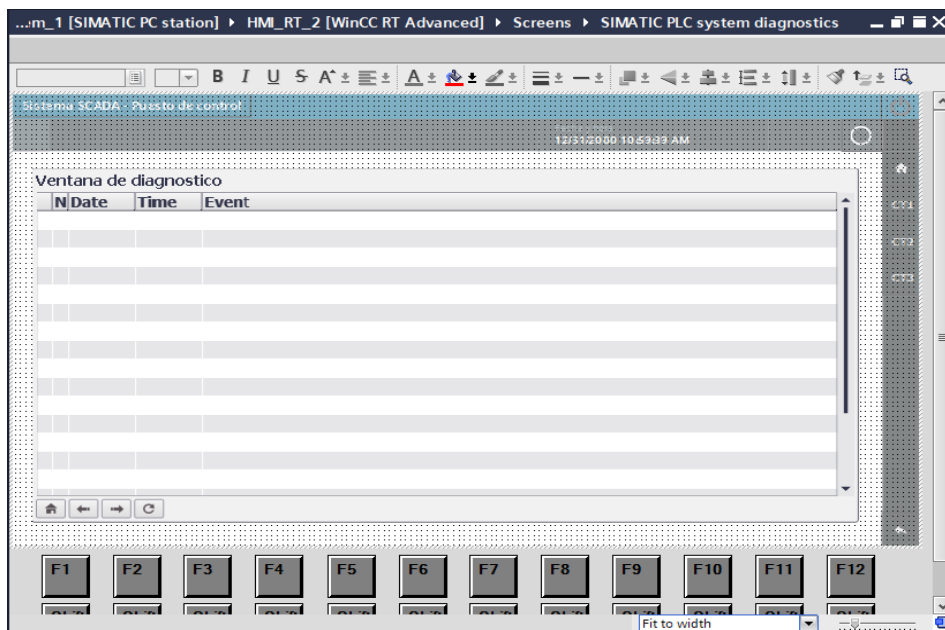 ...m_1 [SIMATIC PC station] ▸ HMI_RT_2 [WinCC RT Advanced] ▸ Screens ▸ SIMATIC PLC system diagnostics
B I U S A A
Sistema SCADA - Puesto de control
12/31/2000 10:59:39 AM
Ventana de diagnostico
N Date Time Event
F1 F2 F3 F4 F5 F6 F7 F8 F9 F10 F11 F12
Fit to width